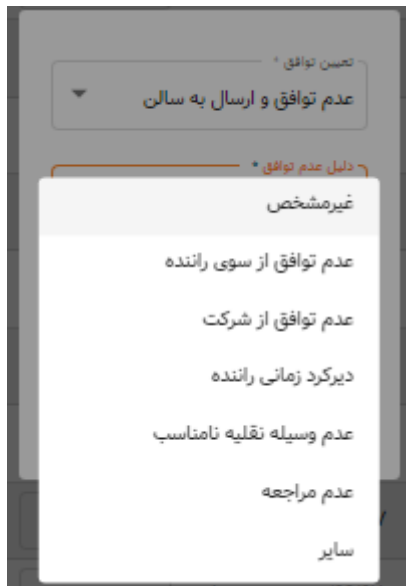 تعیین توافق *
عدم توافق و ارسال به سالن
دلیل عدم توافق *
غیرمشخص
عدم توافق از سوی راننده
عدم توافق از شرکت
دیرکرد زمانی راننده
عدم وسیله نقلیه نامناسب
عدم مراجعه
سایر